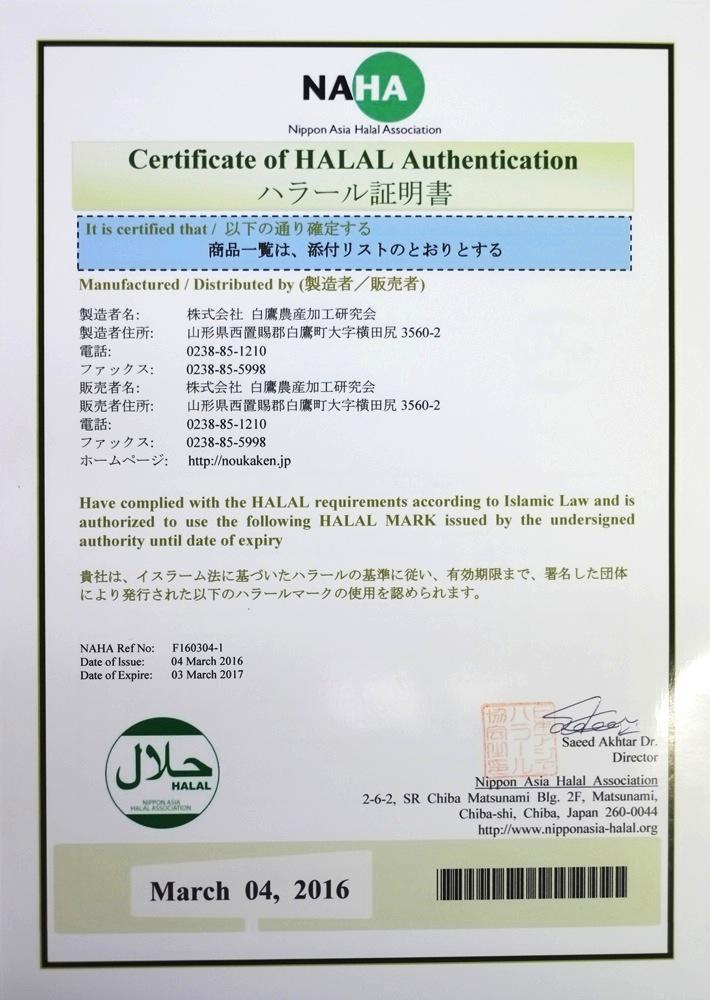 NAHA
Nippon Asia Halal Association
Certificate of HALAL Authentication
ハラール証明書
It is certified that / 以下の通り確定する
商品一覧は、添付リストのとおりとする
Manufactured / Distributed by (製造者／販売者)
製造者名: 株式会社 白鷹農産加工研究会
製造者住所: 山形県西置賜郡白鷹町大字横田尻 3560-2
電話: 0238-85-1210
ファックス: 0238-85-5998
販売者名: 株式会社 白鷹農産加工研究会
販売者住所: 山形県西置賜郡白鷹町大字横田尻 3560-2
電話: 0238-85-1210
ファックス: 0238-85-5998
ホームページ: http://noukaken.jp
Have complied with the HALAL requirements according to Islamic Law and is
authorized to use the following HALAL MARK issued by the undersigned
authority until date of expiry
貴社は、イスラーム法に基づいたハラールの基準に従い、有効期限まで、署名した団体
により発行された以下のハラールマークの使用を認められます。
NAHA Ref No: F160304-1
Date of Issue: 04 March 2016
Date of Expire: 03 March 2017
حلال
HALAL
NIPPON ASIA
HALAL ASSOCIATION
Saeed Akhtar Dr.
Director
Nippon Asia Halal Association
2-6-2, SR Chiba Matsunami Blg. 2F, Matsunami,
Chiba-shi, Chiba, Japan 260-0044
http://www.nipponasia-halal.org
March 04, 2016